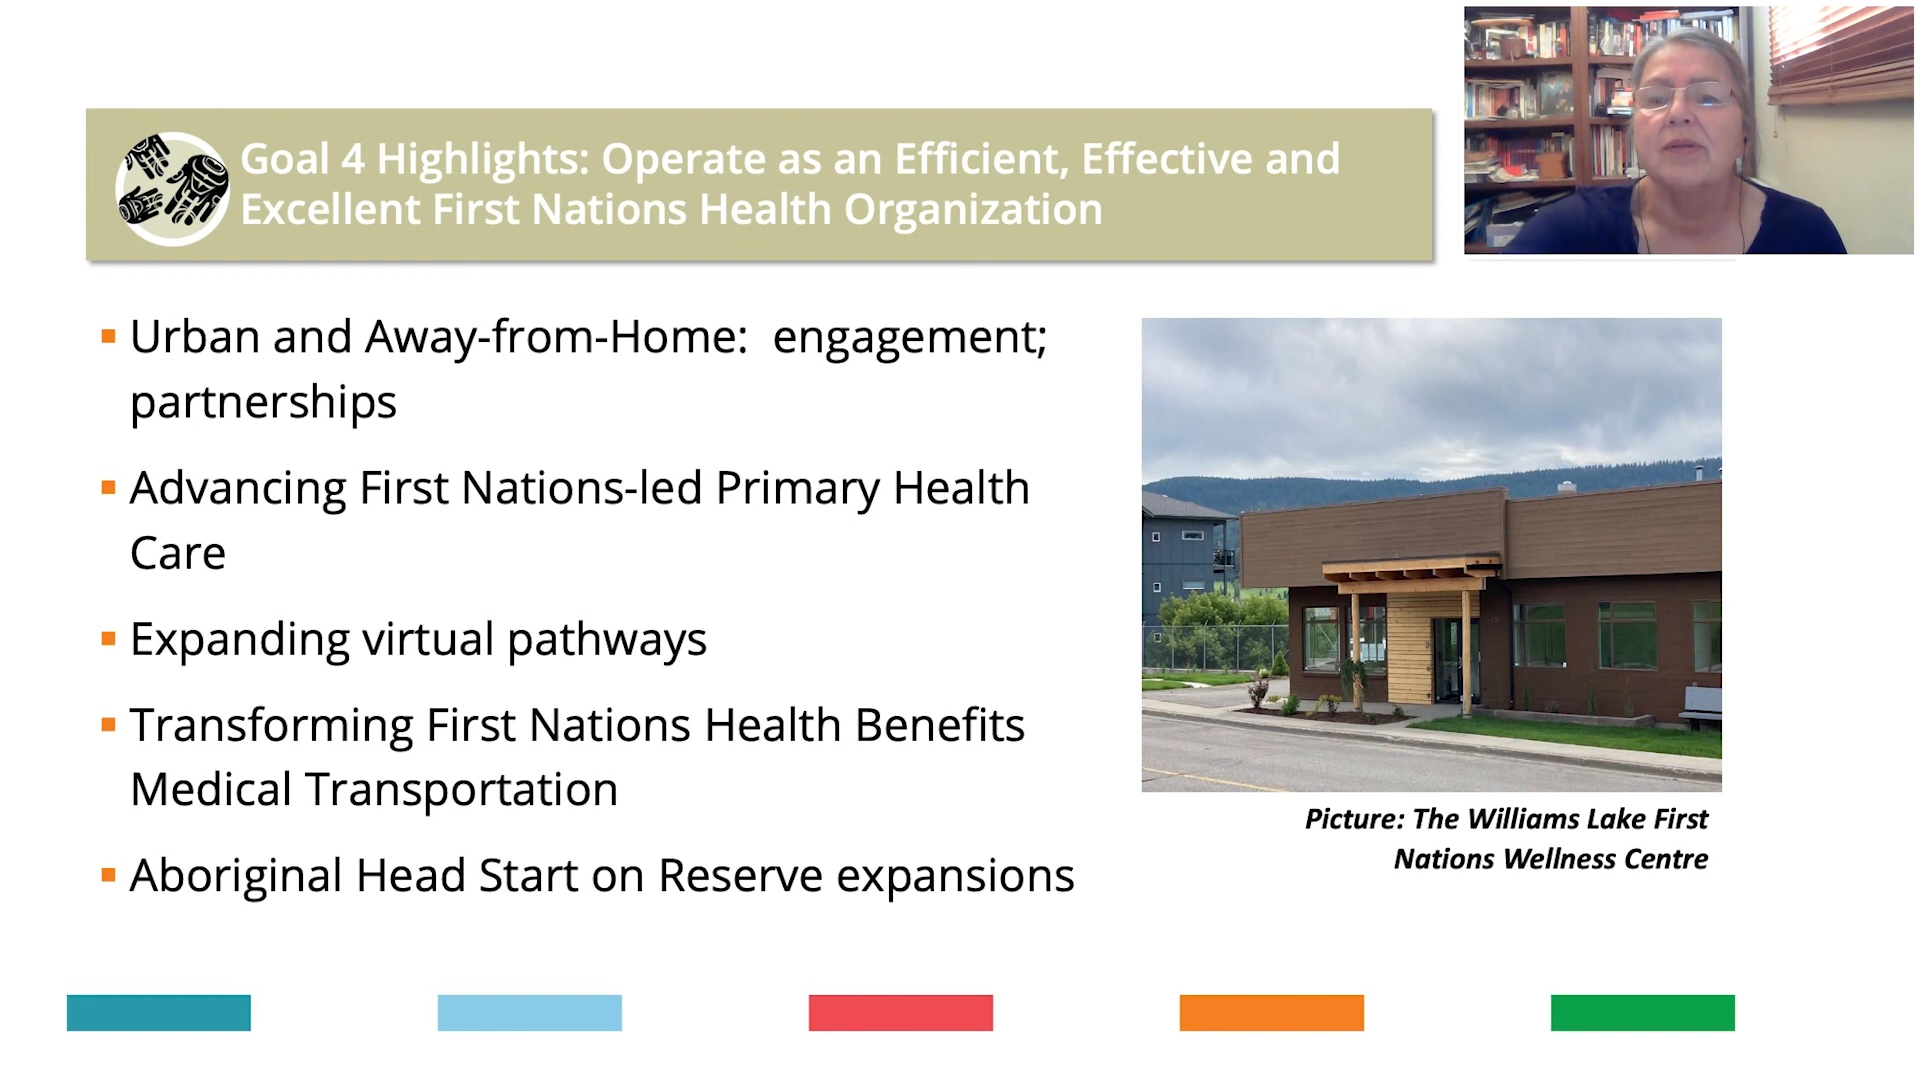 Goal 4 Highlights: Operate as an Efficient, Effective and
Excellent First Nations Health Organization
Urban and Away-from-Home:  engagement;
partnerships
Advancing First Nations-led Primary Health
Care
Expanding virtual pathways
Transforming First Nations Health Benefits
Medical Transportation
Aboriginal Head Start on Reserve expansions
Picture: The Williams Lake First
Nations Wellness Centre